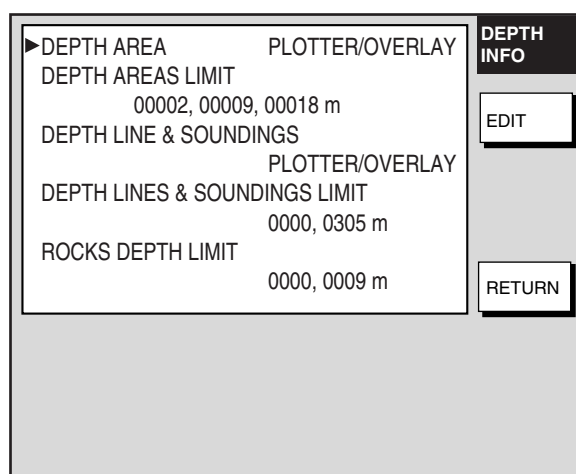 ►DEPTH AREA PLOTTER/OVERLAY
DEPTH AREAS LIMIT
00002, 00009, 00018 m
DEPTH LINE & SOUNDINGS
PLOTTER/OVERLAY
DEPTH LINES & SOUNDINGS LIMIT
0000, 0305 m
ROCKS DEPTH LIMIT
0000, 0009 m
DEPTH
INFO
EDIT
RETURN